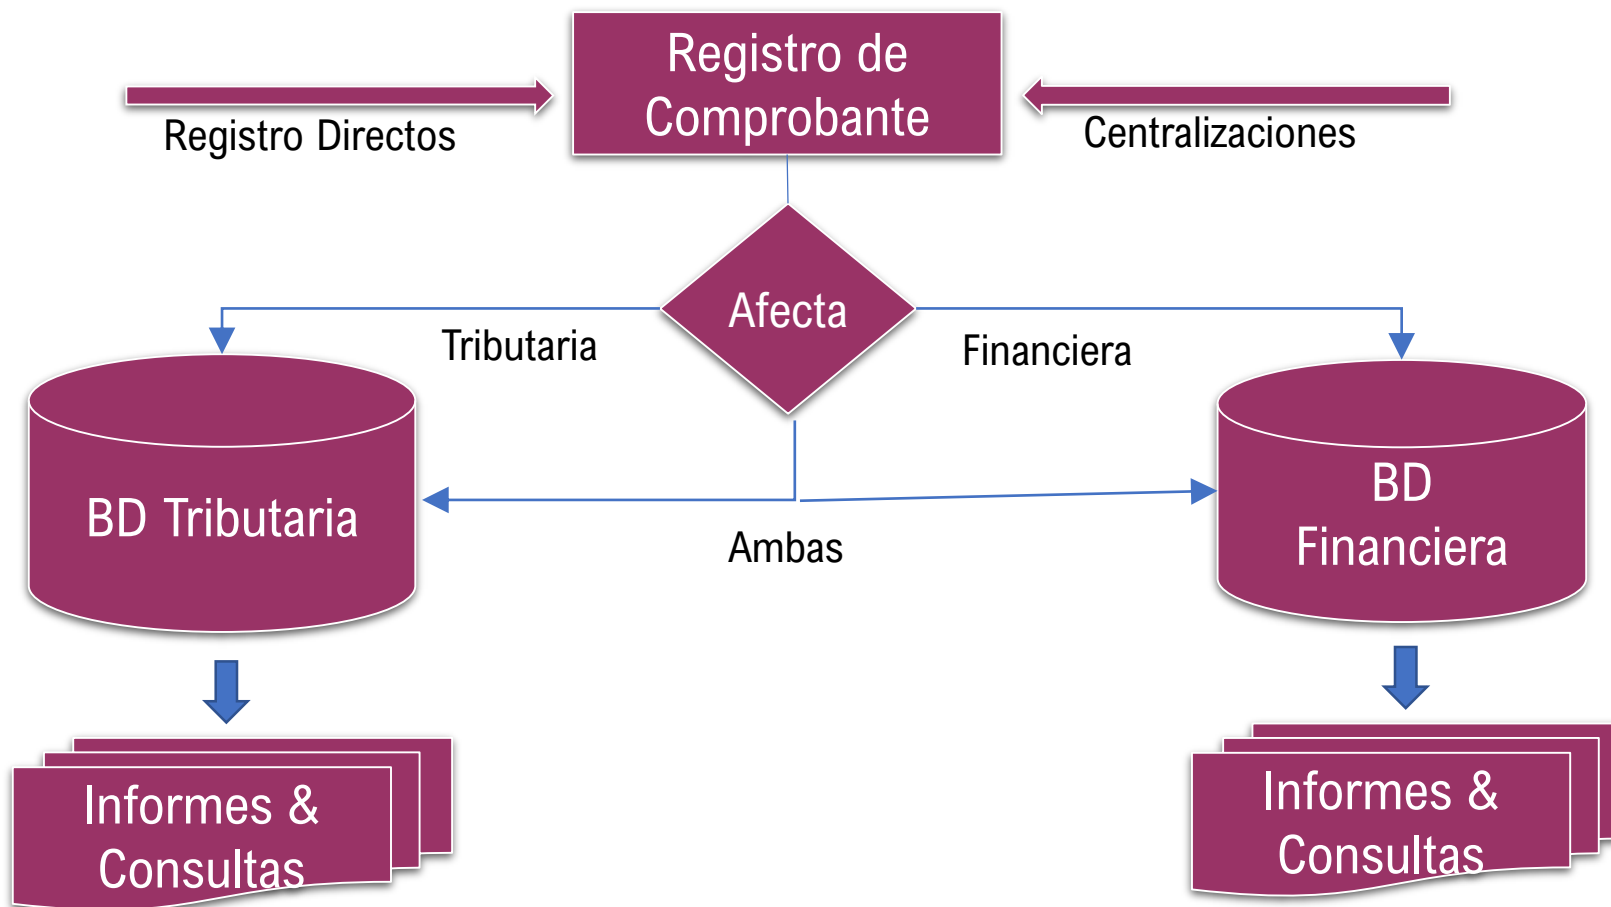 Registro de
Comprobante
Registro Directos
Centralizaciones
Afecta
Tributaria
Financiera
BD Tributaria
BD
Financiera
Ambas
Informes &
Consultas
Informes &
Consultas